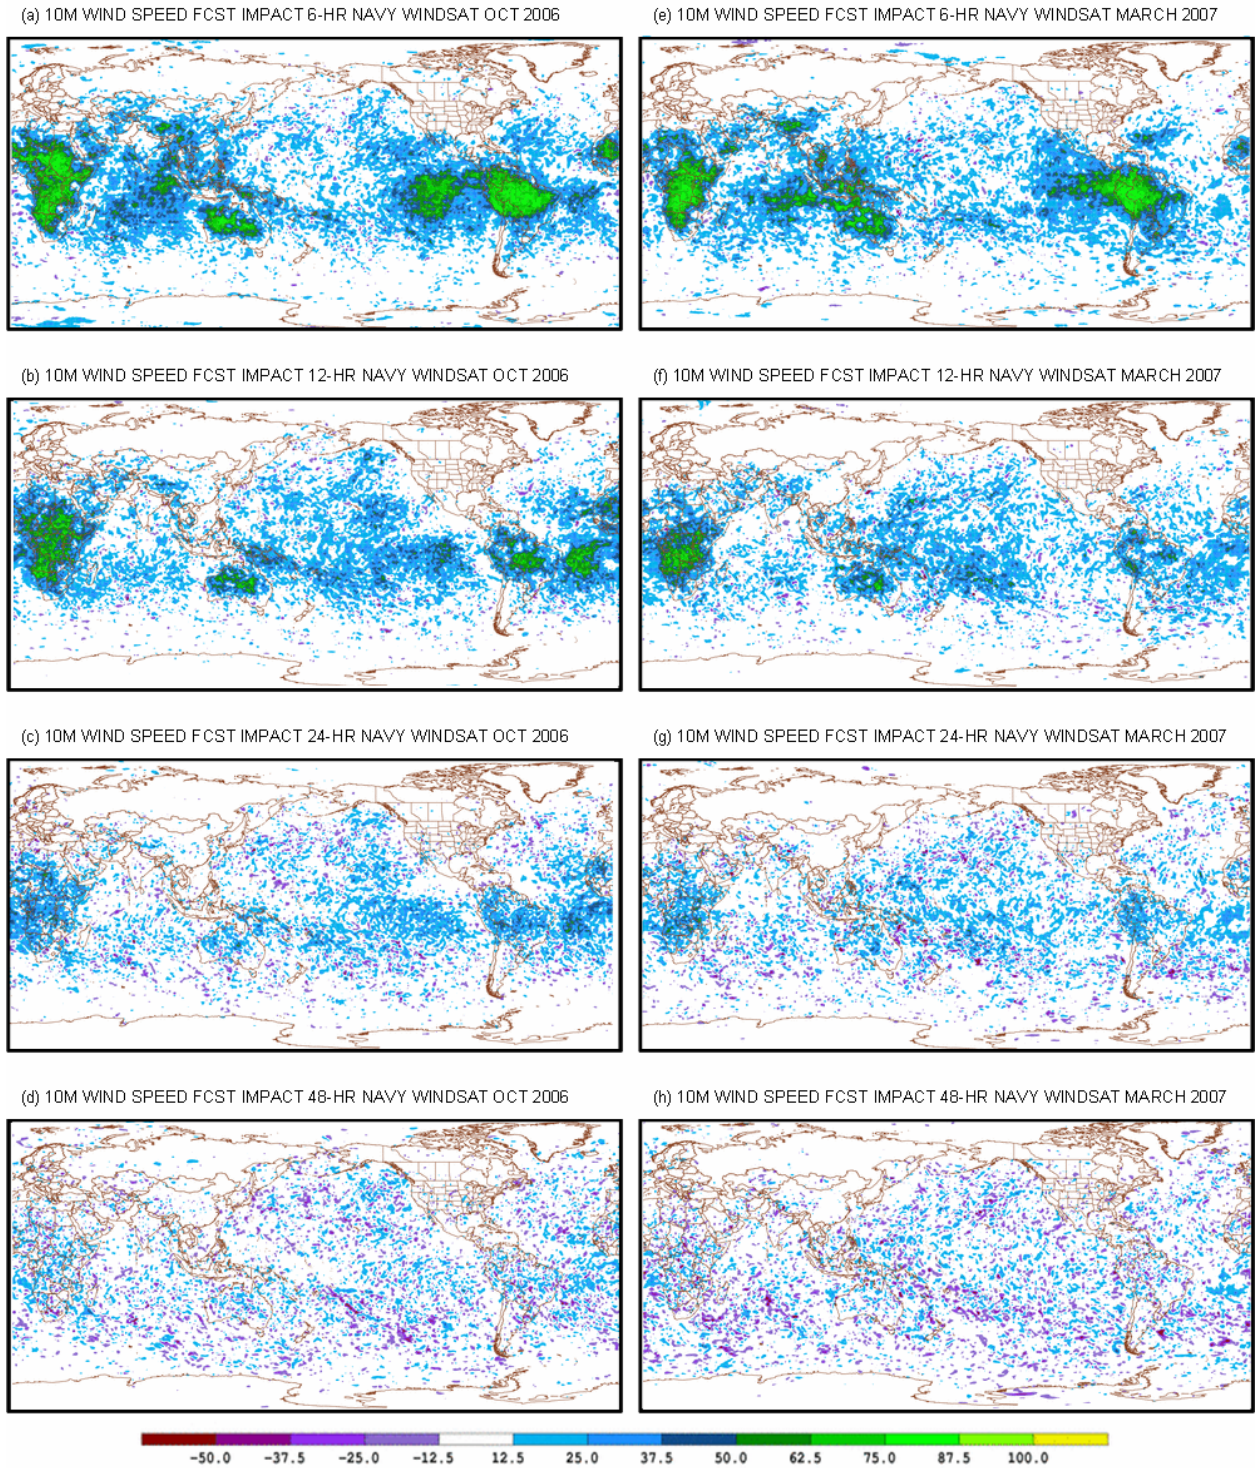 (a) 10M WIND SPEED FCST IMPACT 6-HR NAVY WINDSAT OCT 2006
(e) 10M WIND SPEED FCST IMPACT 6-HR NAVY WINDSAT MARCH 2007
(b) 10M WIND SPEED FCST IMPACT 12-HR NAVY WINDSAT OCT 2006
(f) 10M WIND SPEED FCST IMPACT 12-HR NAVY WINDSAT MARCH 2007
(c) 10M WIND SPEED FCST IMPACT 24-HR NAVY WINDSAT OCT 2006
(g) 10M WIND SPEED FCST IMPACT 24-HR NAVY WINDSAT MARCH 2007
(d) 10M WIND SPEED FCST IMPACT 48-HR NAVY WINDSAT OCT 2006
(h) 10M WIND SPEED FCST IMPACT 48-HR NAVY WINDSAT MARCH 2007
-50.0 -37.5 -25.0 -12.5 12.5 25.0 37.5 50.0 62.5 75.0 87.5 100.0